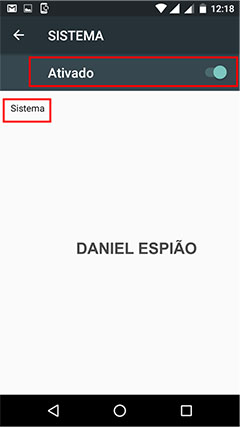 12:18
SISTEMA
Ativado
Sistema
DANIEL ESPIÃO